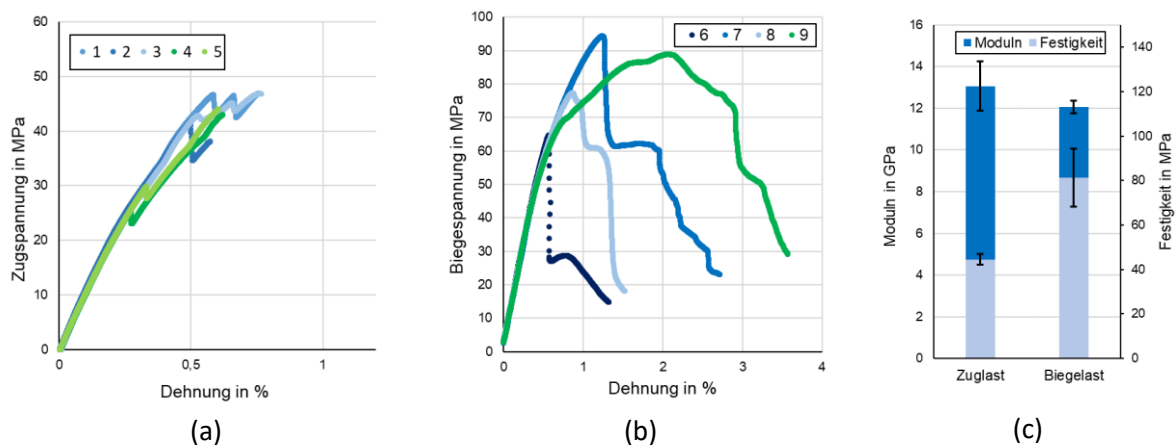 Zugspannung in MPa
60
50
40
30
20
10
0
1 2 3 4 5
0 0,5 1
Dehnung in %
(a)
Biegespannung in MPa
100
90
80
70
60
50
40
30
20
10
0
6 7 8 9
0 1 2 3 4
Dehnung in %
(b)
Moduln in GPa
16
14
12
10
8
6
4
2
0
Moduln Festigkeit
140
120
100
80
60
40
20
0
Festigkeit in MPa
Zuglast Biegelast
(c)